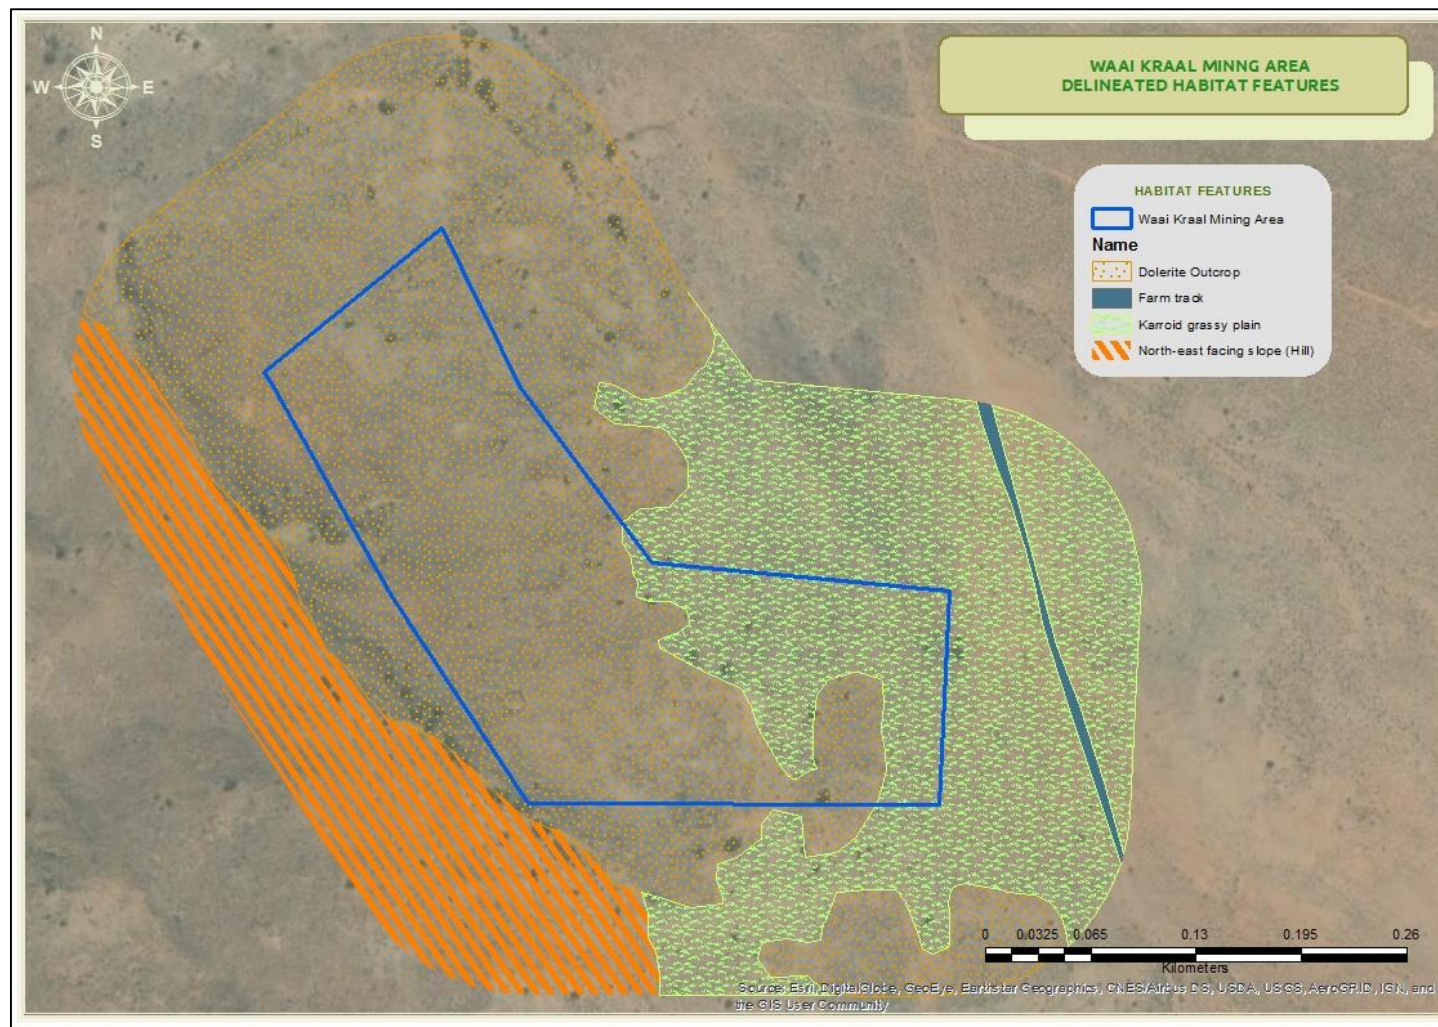 N
W E
S
WAAI KRAAL MINNG AREA
DELINEATED HABITAT FEATURES
HABITAT FEATURES
Waai Kraal Mining Area
Name
Dolerite Outcrop
Farm track
Karroid grassy plain
North-east facing slope (Hill)
0 0.0325 0.065 0.13 0.195 0.26
Kilometers
Source: Esri, DigitalGlobe, GeoEye, Earthstar Geographics, CNES/Airbus DS, USDA, USGS, AeroGRID, IGN, and
the GIS User Community